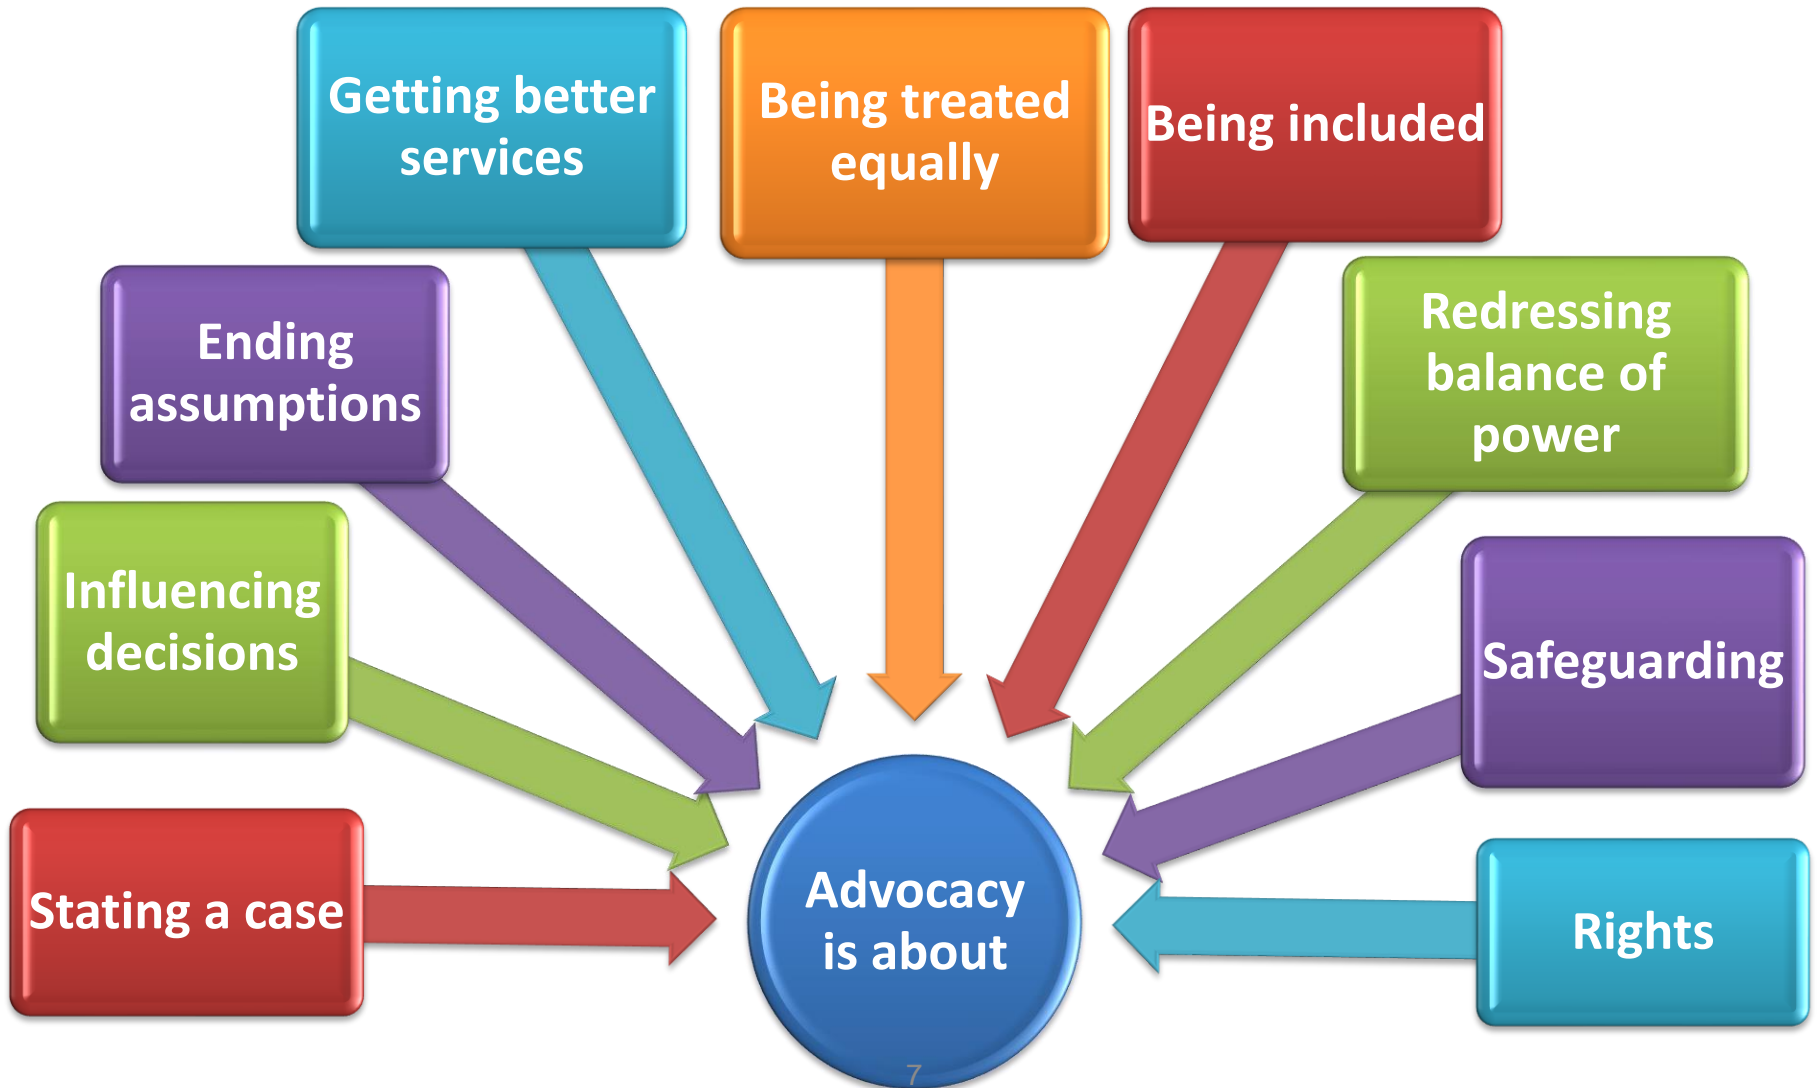 Getting better
services
Being treated
equally
Being included
Ending
assumptions
Redressing
balance of
power
Influencing
decisions
Safeguarding
Stating a case
Advocacy
is about
Rights
7